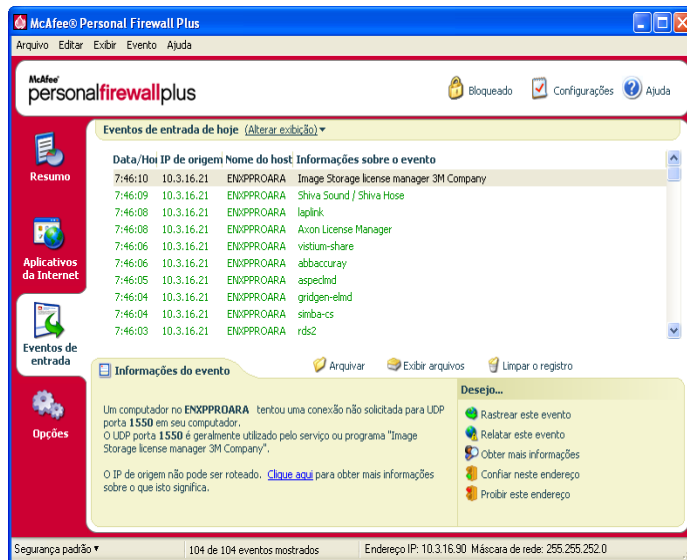 McAfee® Personal Firewall Plus
Arquivo Editar Exibir Evento Ajuda
McAfee
personalfirewallplus
Bloqueado Configurações Ajuda
Eventos de entrada de hoje (Alterar exibição)
Data/Hoi IP de origem Nome do host Informações sobre o evento
7:46:10 10.3.16.21 ENXPPROARA Image Storage license manager 3M Company
7:46:09 10.3.16.21 ENXPPROARA Shiva Sound / Shiva Hose
7:46:08 10.3.16.21 ENXPPROARA laplink
7:46:08 10.3.16.21 ENXPPROARA Axon License Manager
7:46:06 10.3.16.21 ENXPPROARA vistium-share
7:46:06 10.3.16.21 ENXPPROARA abbaccuray
7:46:05 10.3.16.21 ENXPPROARA aspeclmd
7:46:04 10.3.16.21 ENXPPROARA gridgen-elmd
7:46:04 10.3.16.21 ENXPPROARA simba-cs
7:46:03 10.3.16.21 ENXPPROARA rds2
Resumo
Aplicativos
da Internet
Eventos de
entrada
Opções
Arquivar Exibir arquivos Limpar o registro
Informações do evento
Um computador no ENXPPROARA tentou uma conexão não solicitada para UDP
porta 1550 em seu computador.
O UDP porta 1550 é geralmente utilizado pelo serviço ou programa "Image
Storage license manager 3M Company".
O IP de origem não pode ser roteado. Clique aqui para obter mais informações
sobre o que isto significa.
Desejo...
Rastrear este evento
Relatar este evento
Obter mais informações
Confiar neste endereço
Proibir este endereço
Segurança padrão 104 de 104 eventos mostrados Endereço IP: 10.3.16.90 Máscara de rede: 255.255.252.0